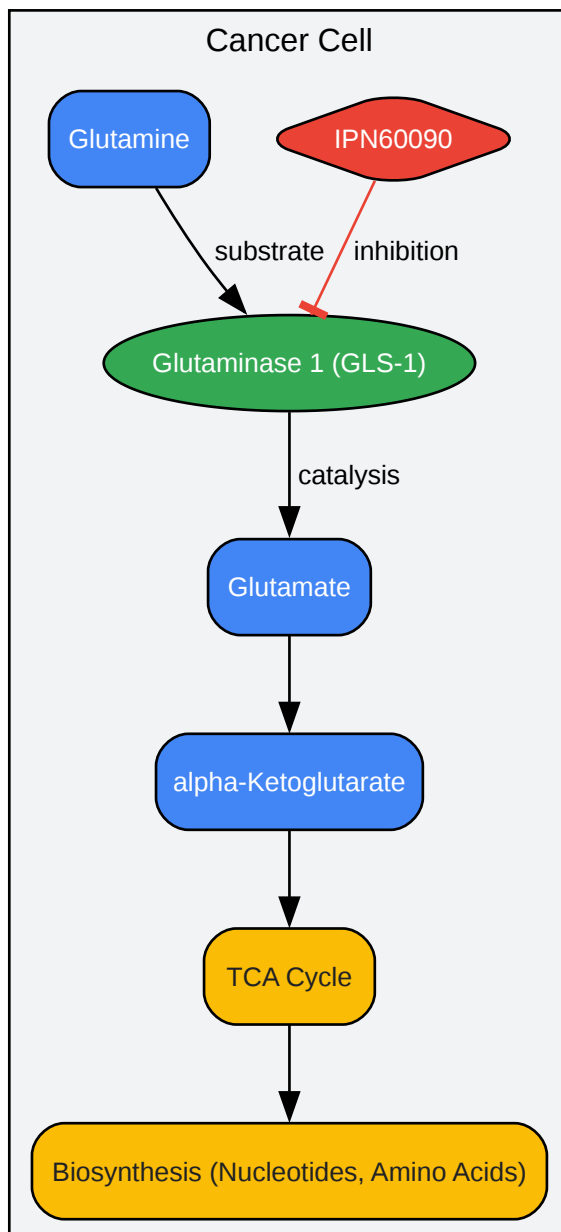 Cancer Cell
Glutamine
IPN60090
substrate
inhibition
Glutaminase 1 (GLS-1)
catalysis
Glutamate
alpha-Ketoglutarate
TCA Cycle
Biosynthesis (Nucleotides, Amino Acids)